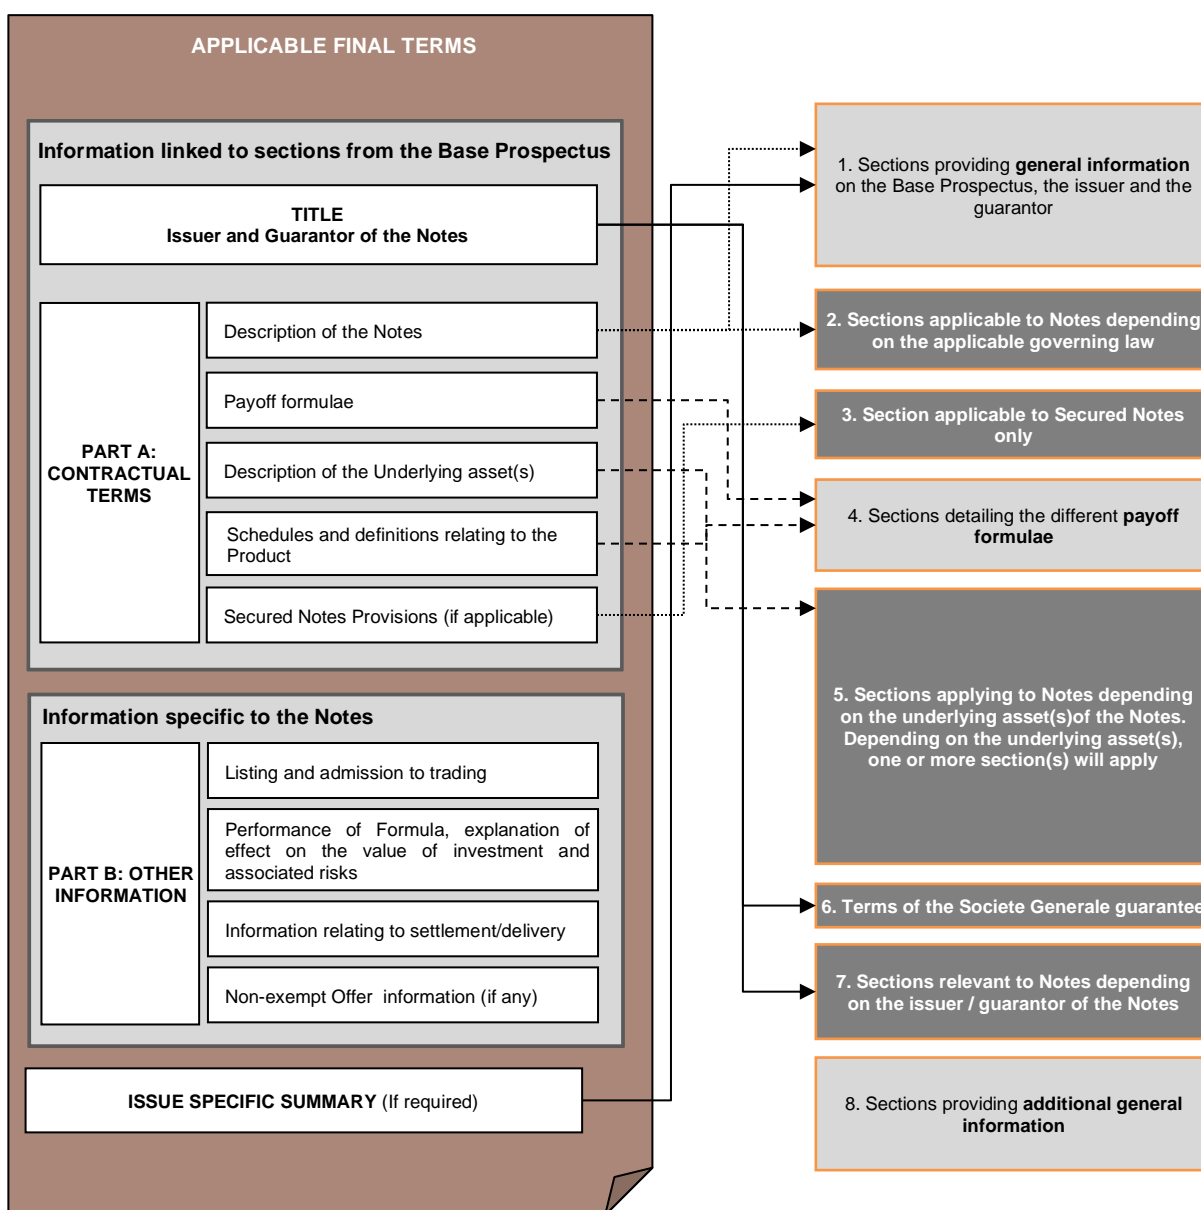 APPLICABLE FINAL TERMS
Information linked to sections from the Base Prospectus
TITLE
Issuer and Guarantor of the Notes
PART A:
CONTRACTUAL
TERMS
Description of the Notes
Payoff formulae
Description of the Underlying asset(s)
Schedules and definitions relating to the
Product
Secured Notes Provisions (if applicable)
Information specific to the Notes
PART B: OTHER
INFORMATION
Listing and admission to trading
Performance of Formula, explanation of
effect on the value of investment and
associated risks
Information relating to settlement/delivery
Non-exempt Offer information (if any)
ISSUE SPECIFIC SUMMARY (If required)
1. Sections providing general information
on the Base Prospectus, the issuer and the
guarantor
2. Sections applicable to Notes depending
on the applicable governing law
3. Section applicable to Secured Notes
only
4. Sections detailing the different payoff
formulae
5. Sections applying to Notes depending
on the underlying asset(s)of the Notes.
Depending on the underlying asset(s),
one or more section(s) will apply
6. Terms of the Societe Generale guarantee
7. Sections relevant to Notes depending
on the issuer / guarantor of the Notes
8. Sections providing additional general
information